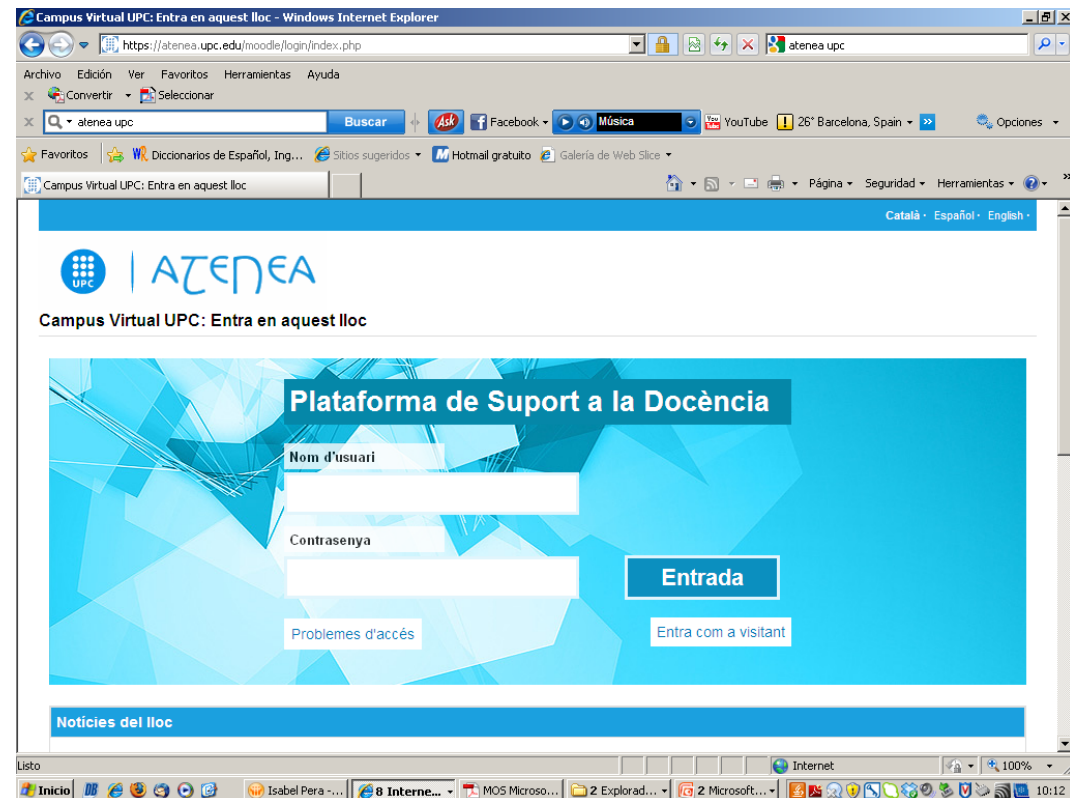 Campus Virtual UPC: Entra en aquest lloc - Windows Internet Explorer
https://atenea.upc.edu/moodle/login/index.php
atenea upc
Archivo Edición Ver Favoritos Herramientas Ayuda
x Convertir Seleccionar
x atenea upc Buscar Ask Facebook Música You Tube YouTube 26° Barcelona, Spain Opciones
Favoritos Diccionarios de Español, Ing... Sitios sugeridos Hotmail gratuito Galería de Web Slice
Campus Virtual UPC: Entra en aquest lloc Página Seguridad Herramientas
Català · Español · English ·
UPC | ATENEA
Campus Virtual UPC: Entra en aquest lloc
Plataforma de Suport a la Docència
Nom d'usuari
Contrasenya
Entrada
Problemes d'accés Entra com a visitant
Notícies del lloc
Listo Internet 100%
Inicio Isabel Pera -... 8 Interne... MOS Microso... 2 Explorad... 2 Microsoft... 10:12